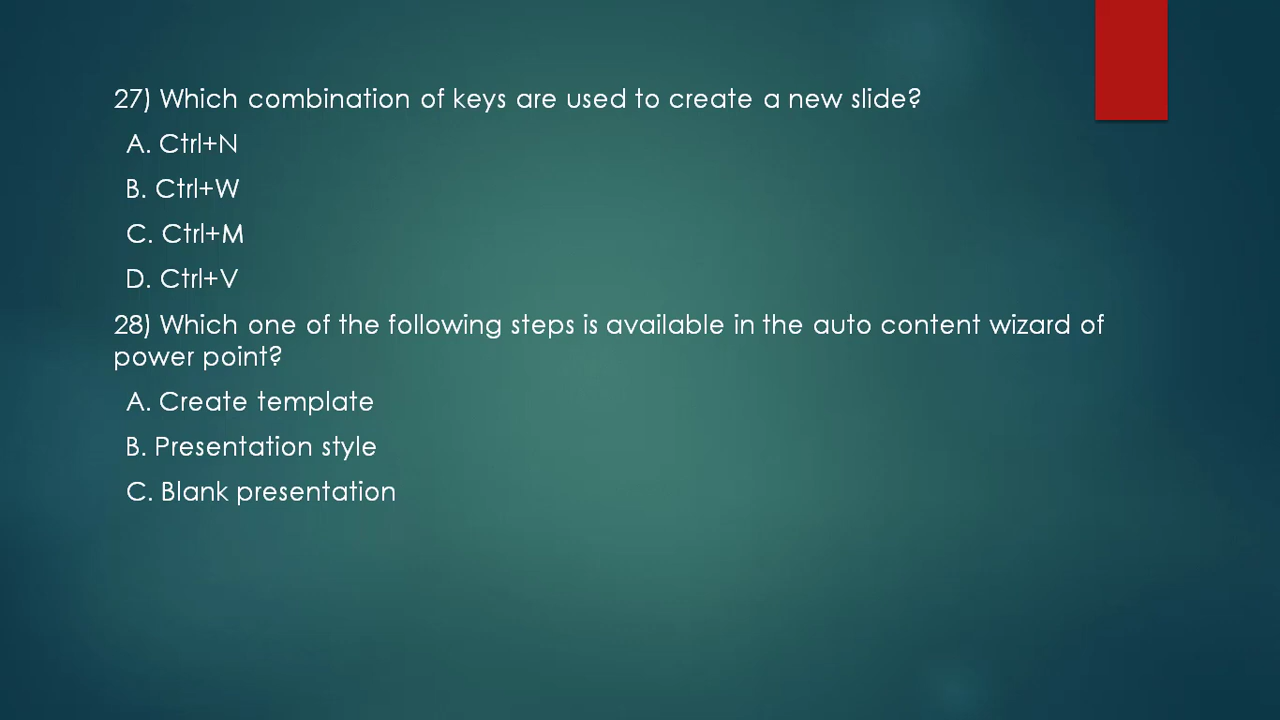 27) Which combination of keys are used to create a new slide?
A. Ctrl+N
B. Ctrl+W
C. Ctrl+M
D. Ctrl+V
28) Which one of the following steps is available in the auto content wizard of
power point?
A. Create template
B. Presentation style
C. Blank presentation